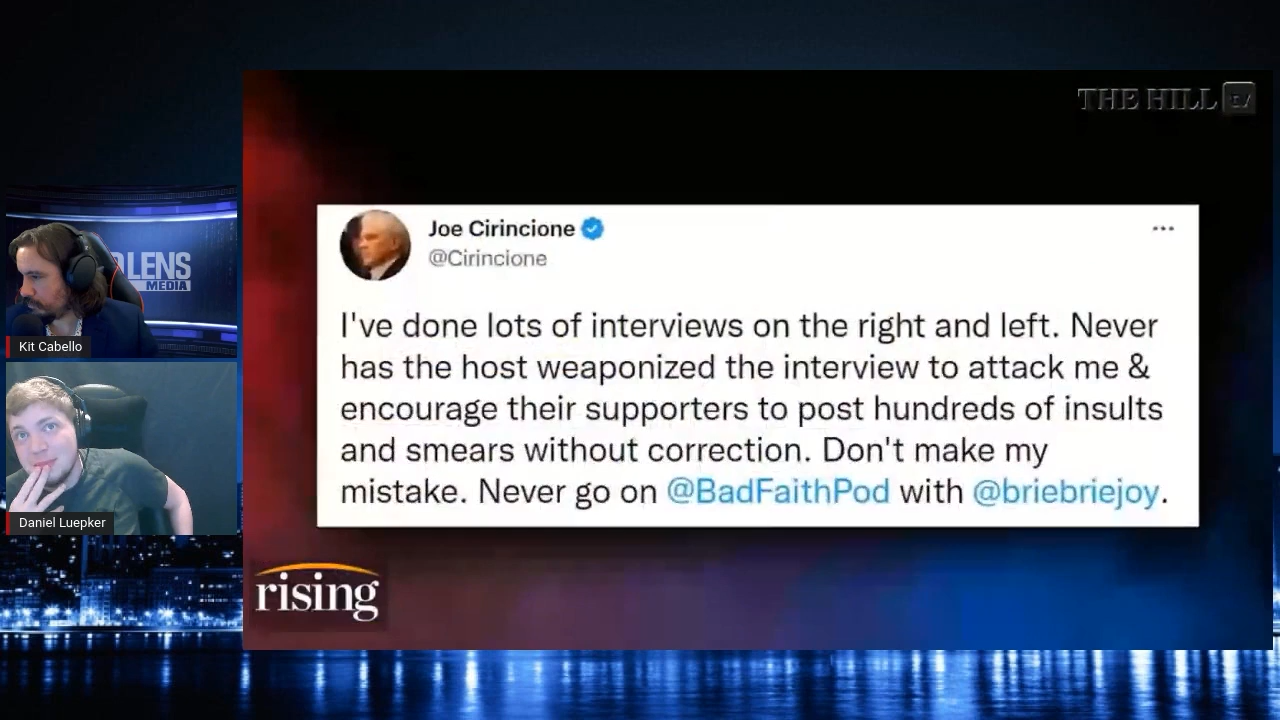 THE HILL tv
Joe Cirincione
@Cirincione
I've done lots of interviews on the right and left. Never
has the host weaponized the interview to attack me &
encourage their supporters to post hundreds of insults
and smears without correction. Don't make my
mistake. Never go on @BadFaithPod with @briebriejoy.
LENS
MEDIA
Kit Cabello
Daniel Luepker
rising